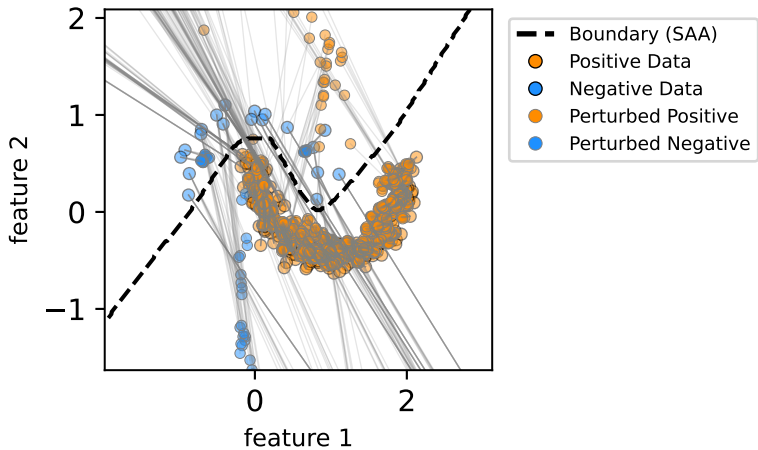 2
1
0
−1
0
2
feature 2
feature 1
Boundary (SAA)
Positive Data
Negative Data
Perturbed Positive
Perturbed Negative